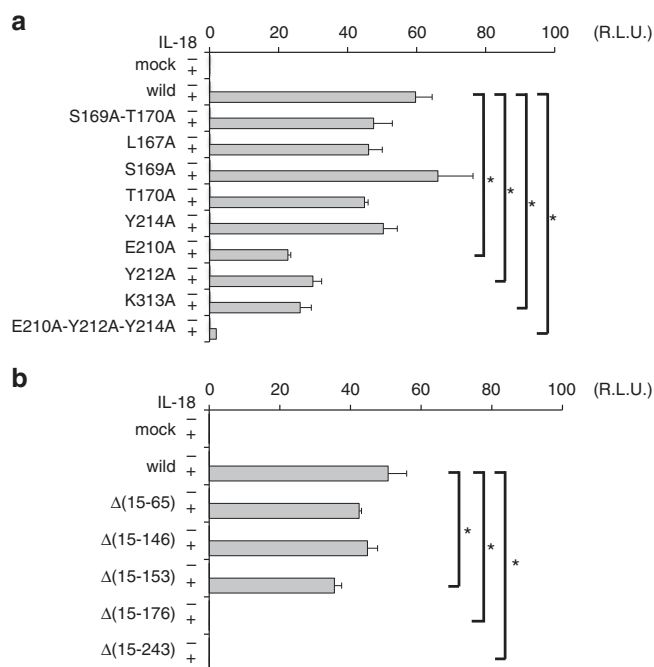 a
IL-18 0 20 40 60 80 100 (R.L.U.)
mock − +
wild − +
S169A-T170A − +
L167A − +
S169A − +
T170A − +
Y214A − +
E210A − +
Y212A − +
K313A − +
E210A-Y212A-Y214A − +
* * * *
b
IL-18 0 20 40 60 80 100 (R.L.U.)
mock − +
wild − +
Δ(15-65) − +
Δ(15-146) − +
Δ(15-153) − +
Δ(15-176) − +
Δ(15-243) − +
* * *